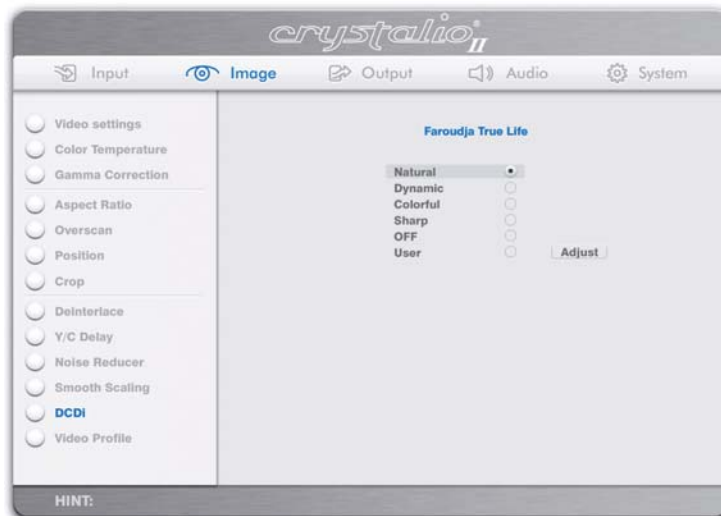 crystalio II
Input Image Output Audio System
Video settings
Color Temperature
Gamma Correction
Aspect Ratio
Overscan
Position
Crop
DeInterlace
Y/C Delay
Noise Reducer
Smooth Scaling
DCDi
Video Profile
Faroudja True Life
Natural
Dynamic
Colorful
Sharp
OFF
User Adjust
HINT: